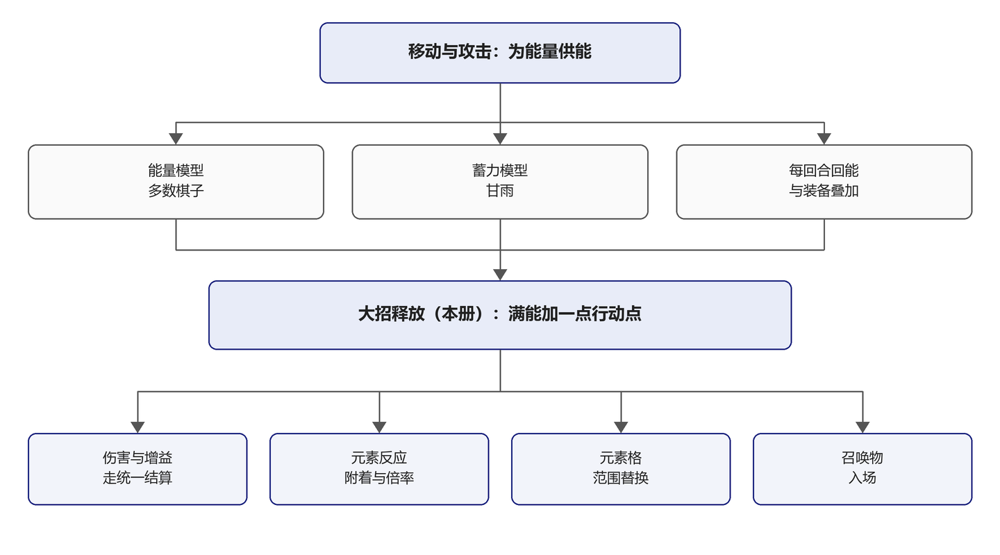 移动与攻击：为能量供能
能量模型
多数棋子
蓄力模型
甘雨
每回合回能
与装备叠加
大招释放（本册）：满能加一点行动点
伤害与增益
走统一结算
元素反应
附着与倍率
元素格
范围替换
召唤物
入场